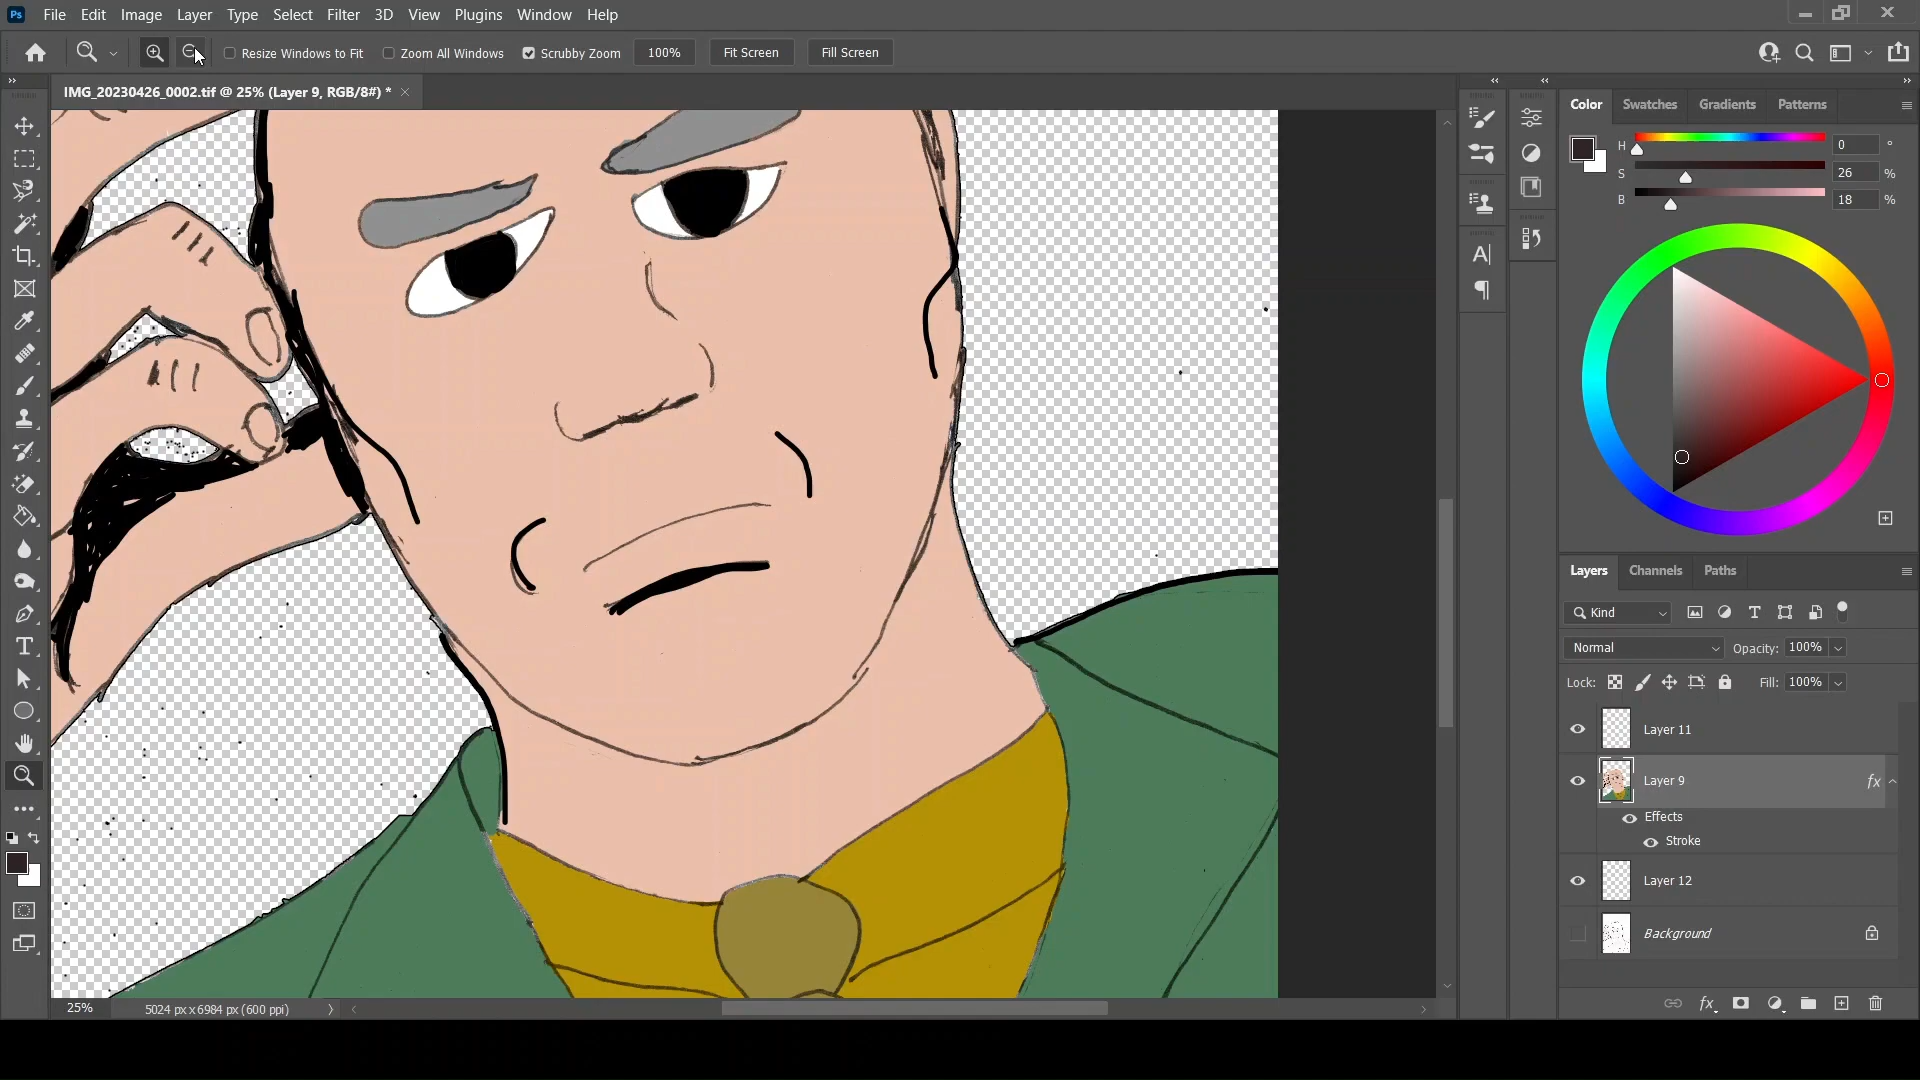 Ps File Edit Image Layer Type Select Filter 3D View Plugins Window Help
Resize Windows to Fit Zoom All Windows Scrubby Zoom 100% Fit Screen Fill Screen
IMG_20230426_0002.tif @ 25% (Layer 9, RGB/8#) * ×
Color Swatches Gradients Patterns
H 0 °
S 26 %
B 18 %
Layers Channels Paths
Kind
Normal Opacity: 100%
Lock: Fill: 100%
Layer 11
Layer 9 fx
Effects
Stroke
Layer 12
Background
25% 5024 px x 6984 px (600 ppi)
fx